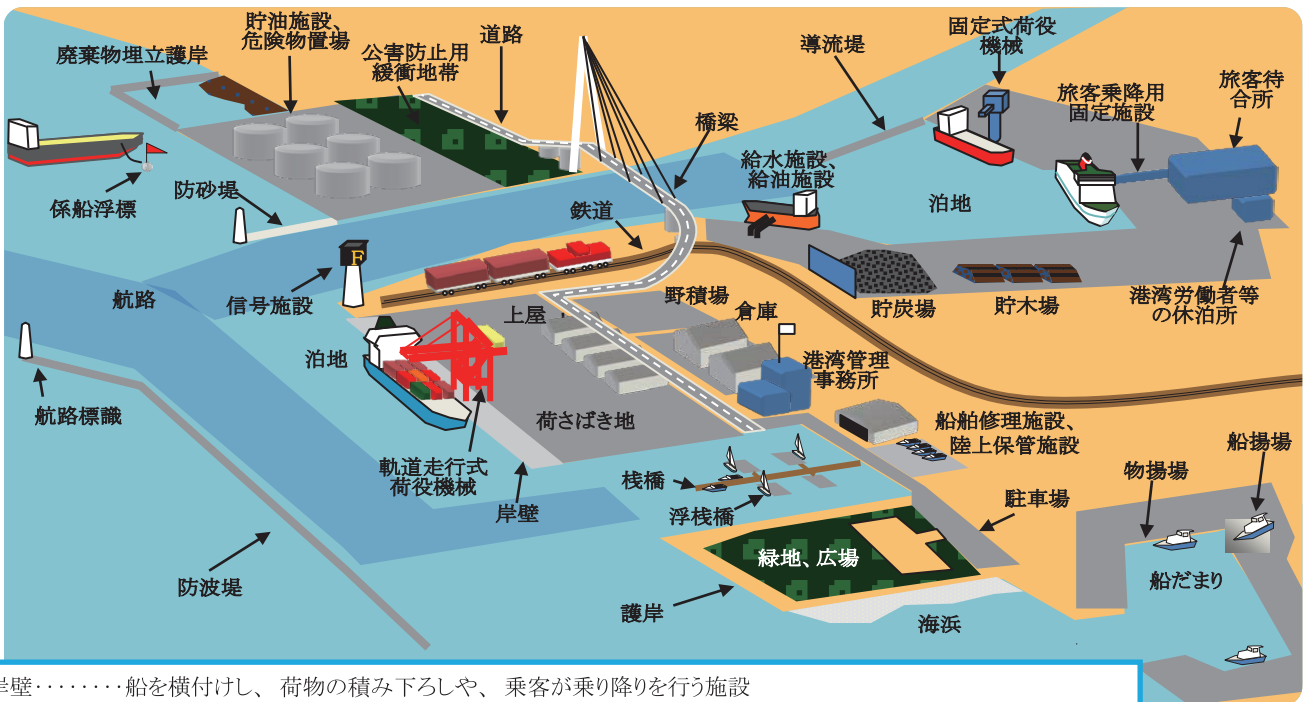 廃棄物埋立護岸
貯油施設、
危険物置場
公害防止用
緩衝地帯
道路
導流堤
固定式荷役
機械
旅客乗降用
固定施設
旅客待
合所
橋梁
給水施設、
給油施設
係船浮標
防砂堤
鉄道
泊地
F
航路
信号施設
上屋
野積場
倉庫
貯炭場
貯木場
港湾労働者等
の休泊所
泊地
港湾管理
事務所
航路標識
荷さばき地
船舶修理施設、
陸上保管施設
軌道走行式
荷役機械
岸壁
桟橋
浮桟橋
駐車場
物揚場
船揚場
緑地、広場
船だまり
防波堤
護岸
海浜
岸壁········船を横付けし、荷物の積み下ろしや、乗客が乗り降りを行う施設